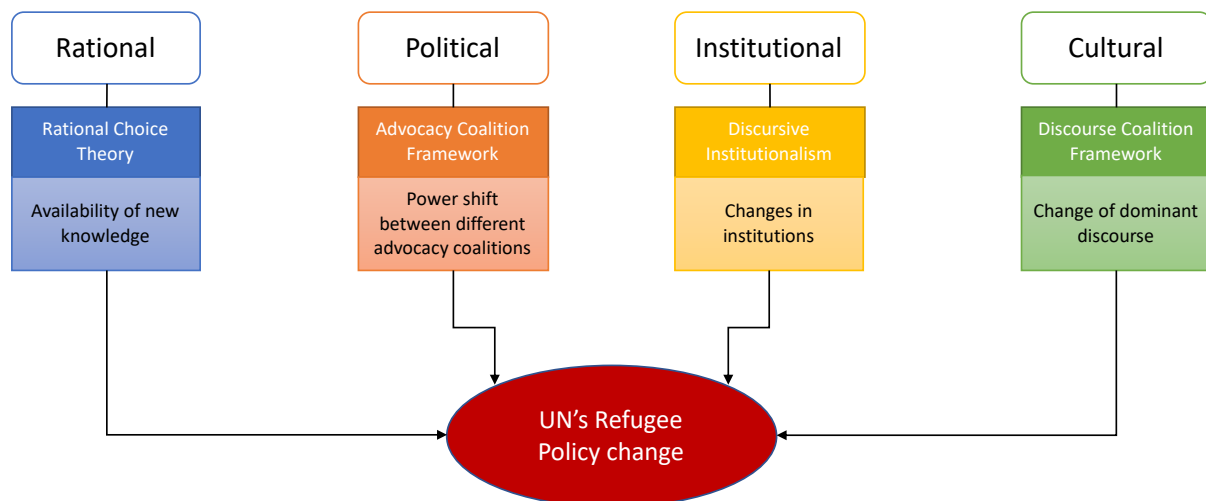 Rational
Political
Institutional
Cultural
Rational Choice
Theory
Advocacy Coalition
Framework
Discursive
Institutionalism
Discourse Coalition
Framework
Availability of new
knowledge
Power shift
between different
advocacy coalitions
Changes in
institutions
Change of dominant
discourse
UN’s Refugee
Policy change